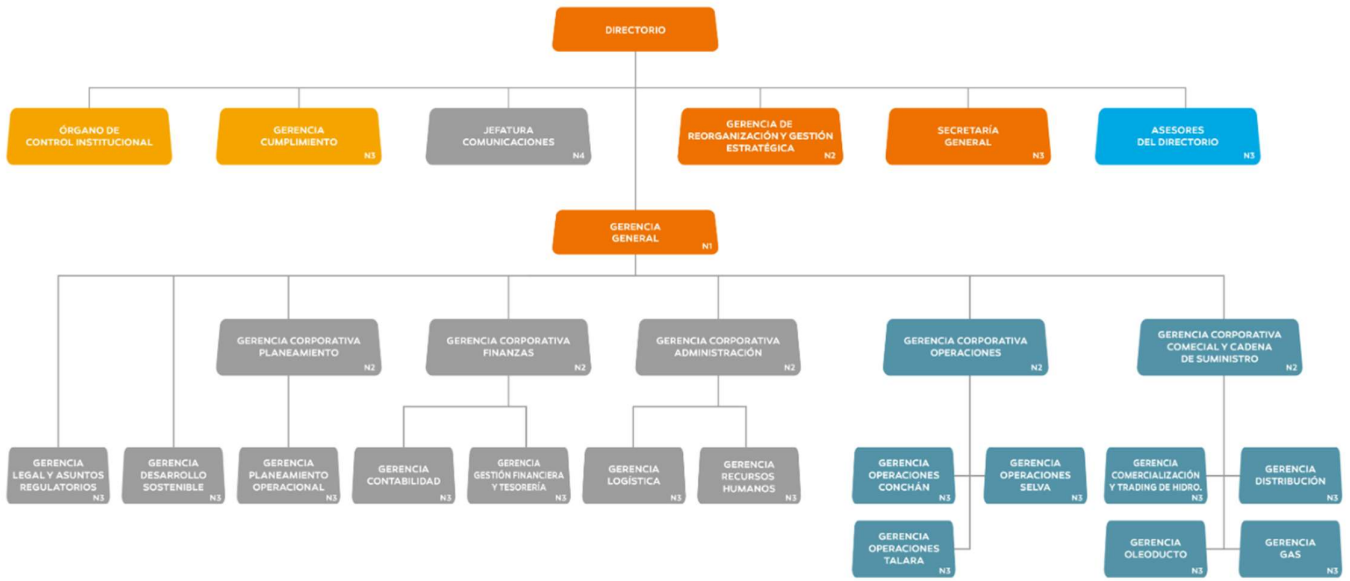 DIRECTORIO
ÓRGANO DE
CONTROL INSTITUCIONAL
GERENCIA
CUMPLIMIENTO
N3
JEFATURA
COMUNICACIONES
N4
GERENCIA DE
REORGANIZACIÓN Y GESTIÓN
ESTRATÉGICA
N2
SECRETARÍA
GENERAL
N3
ASESORES
DEL DIRECTORIO
N3
GERENCIA
GENERAL
N1
GERENCIA CORPORATIVA
PLANEAMIENTO
N2
GERENCIA CORPORATIVA
FINANZAS
N2
GERENCIA CORPORATIVA
ADMINISTRACIÓN
N2
GERENCIA CORPORATIVA
OPERACIONES
N2
GERENCIA CORPORATIVA
COMECIAL Y CADENA
DE SUMINISTRO
N2
GERENCIA
LEGAL Y ASUNTOS
REGULATORIOS
N3
GERENCIA
DESARROLLO
SOSTENIBLE
N3
GERENCIA
PLANEAMIENTO
OPERACIONAL
N3
GERENCIA
CONTABILIDAD
N3
GERENCIA
GESTIÓN FINANCIERA
Y TESORERÍA
N3
GERENCIA
LOGÍSTICA
N3
GERENCIA
RECURSOS
HUMANOS
N3
GERENCIA
OPERACIONES
CONCHÁN
N3
GERENCIA
OPERACIONES
SELVA
N3
GERENCIA
COMERCIALIZACIÓN
Y TRADING DE HIDRO.
N3
GERENCIA
DISTRIBUCIÓN
N3
GERENCIA
OPERACIONES
TALARA
N3
GERENCIA
OLEODUCTO
N3
GERENCIA
GAS
N3